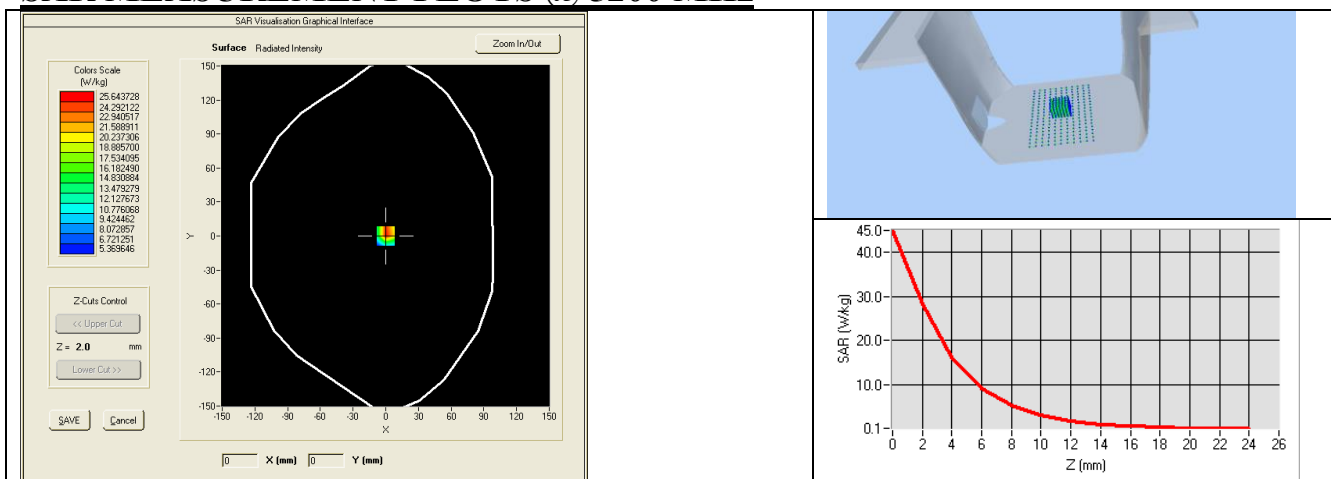 SAR MEASUREMENT PLOTS @ 5200 MHz
SAR Visualisation Graphical Interface
Surface Radiated Intensity
Zoom In/Out
Colors Scale
(W/kg)
25.643728
24.292122
22.940517
21.588911
20.237306
18.885700
17.534095
16.182490
14.830884
13.479279
12.127673
10.776068
9.424462
8.072857
6.721251
5.369646
Z-Cuts Control
<< Upper Cut
Z = 2.0 mm
Lower Cut >>
SAVE Cancel
150
120
90
60
30
0
-30
-60
-90
-120
-150
Y
-150 -120 -90 -60 -30 0 30 60 90 120 150
X
0 X (mm) 0 Y (mm)
45.0
40.0
30.0
20.0
10.0
0.1
SAR (W/kg)
0 2 4 6 8 10 12 14 16 18 20 22 24 26
Z (mm)